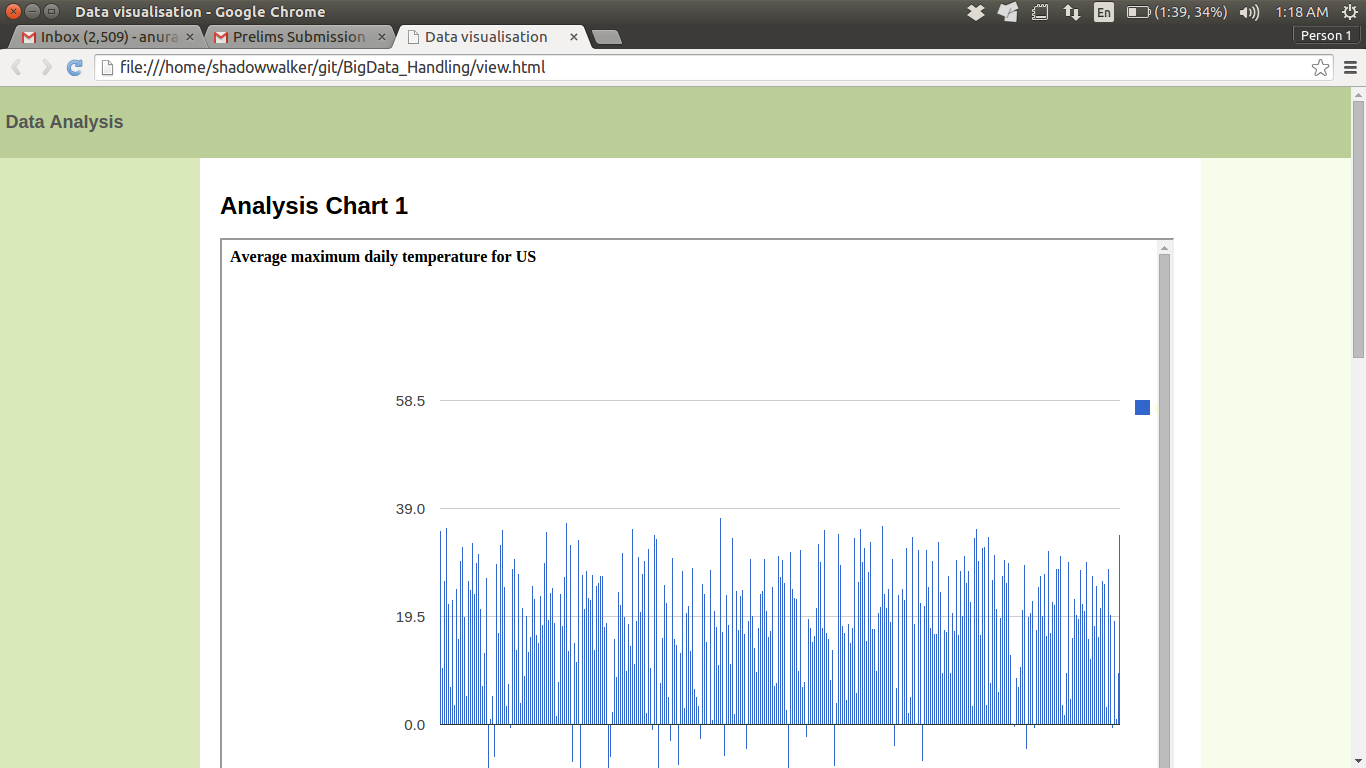 Data visualisation - Google Chrome
En
(1:39, 34%)
1:18 AM
Inbox (2,509) - anura
Prelims Submission
Data visualisation
Person 1
file:///home/shadowwalker/git/BigData_Handling/view.html
Data Analysis
Analysis Chart 1
Average maximum daily temperature for US
58.5
39.0
19.5
0.0